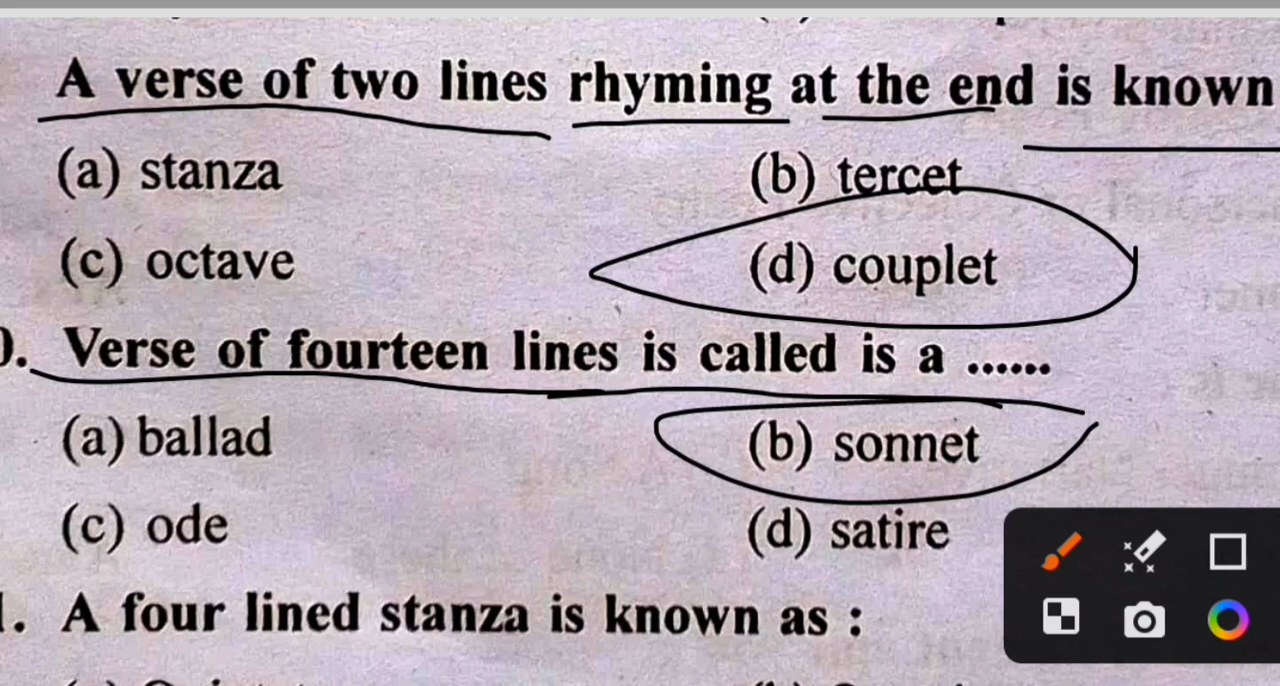 A verse of two lines rhyming at the end is known
(a) stanza (b) tercet
(c) octave (d) couplet
. Verse of fourteen lines is called is a ......
(a) ballad (b) sonnet
(c) ode (d) satire
. A four lined stanza is known as :